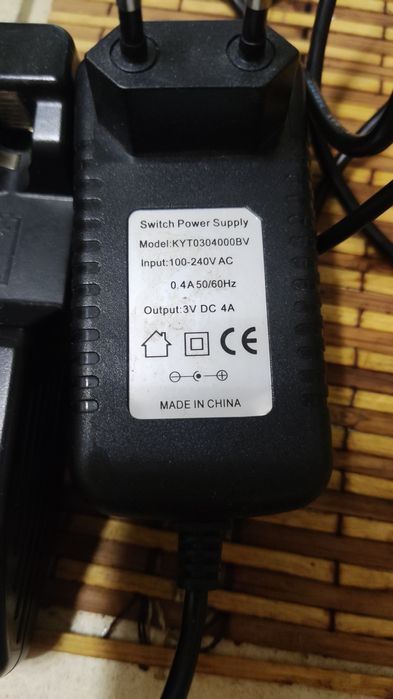 Switch Power Supply
Model:KYT0304000BV
Input:100-240V AC
0.4A 50/60Hz
Output:3V DC 4A
CE
MADE IN CHINA